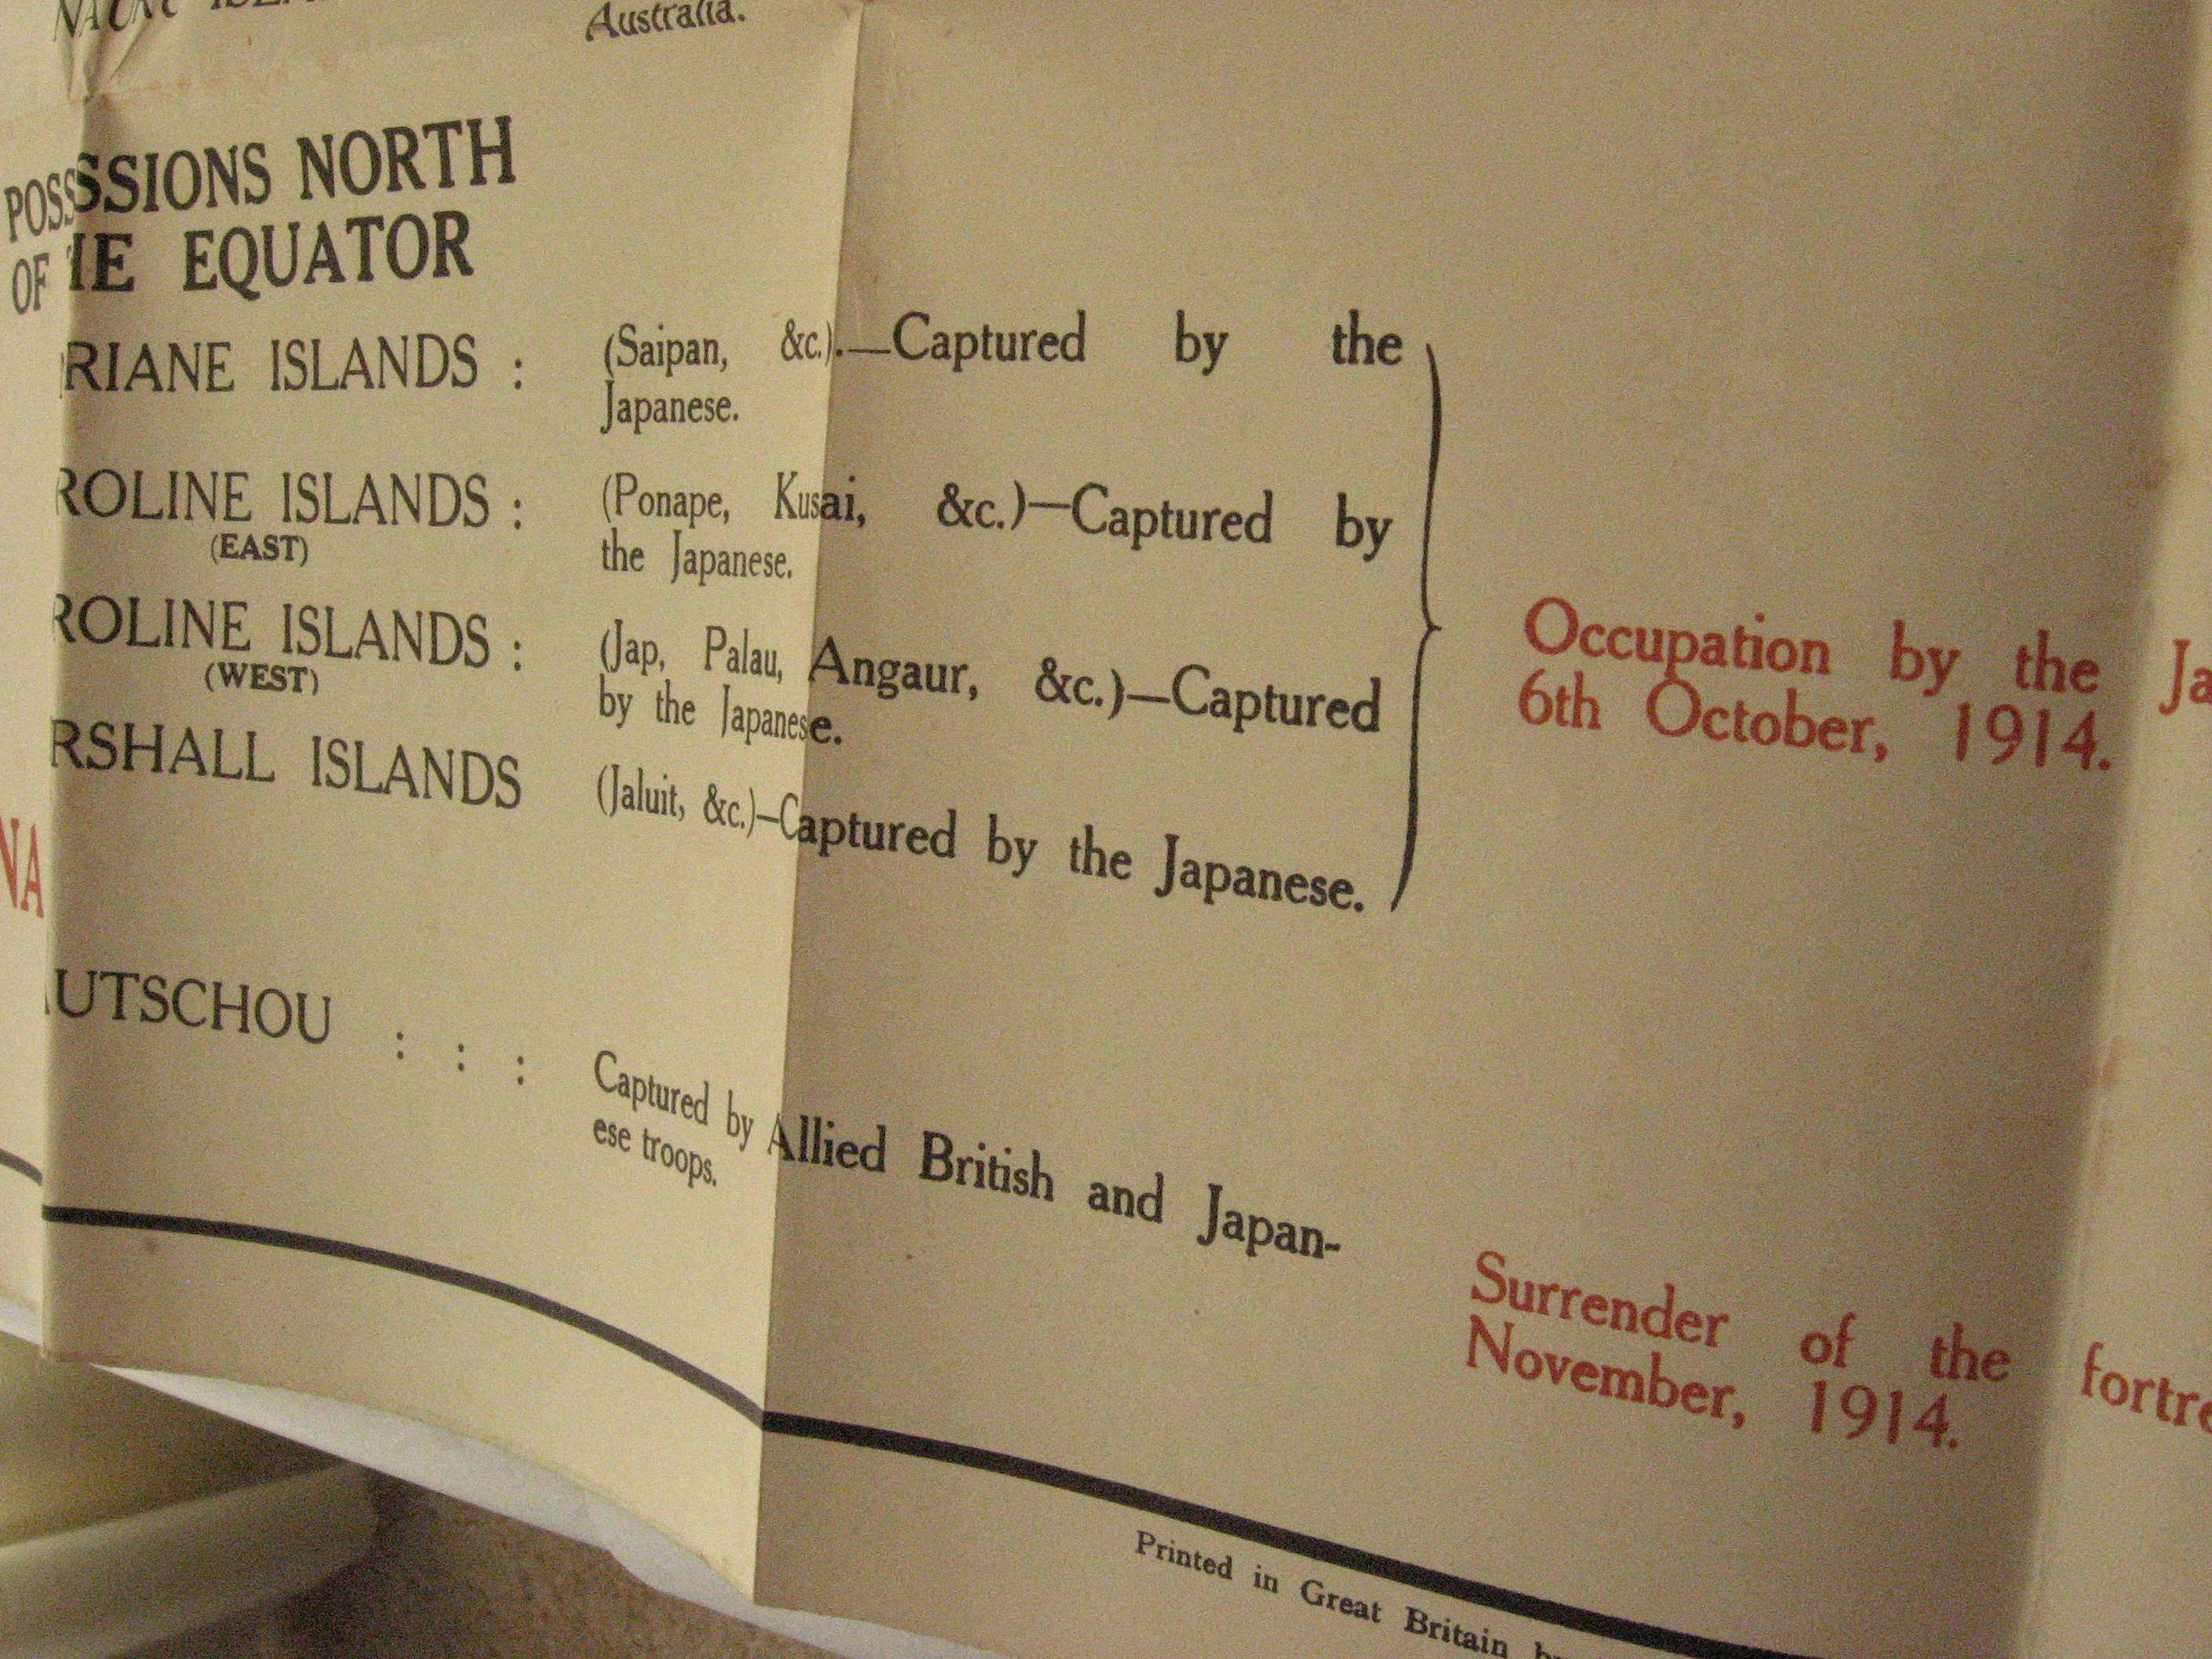 Australia.
POSSSSIONS NORTH
OF IE EQUATOR
RIANE ISLANDS : (Saipan, &c.).—Captured by the
Japanese.
ROLINE ISLANDS : (Ponape, Kusai, &c.)—Captured by
(EAST) the Japanese.
ROLINE ISLANDS : (Jap, Palau, Angaur, &c.)—Captured
(WEST) by the Japanese.
RSHALL ISLANDS (Jaluit, &c.)—Captured by the Japanese.
Occupation by the Ja
6th October, 1914.
NA
UTSCHOU : : : Captured by Allied British and Japan-
ese troops.
Surrender of the fortre
November, 1914.
Printed in Great Britain